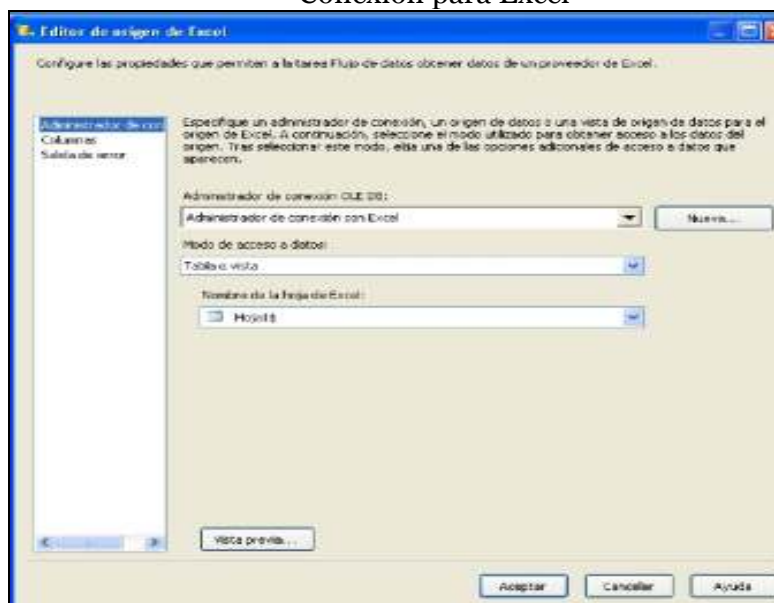 Conexión para Excel
Editor de origen de Excel
Configure las propiedades que permiten a la tarea Flujo de datos obtener datos de un proveedor de Excel.
Administrador de con
Columnas
Salida de error
Especifique un administrador de conexión, un origen de datos o una vista de origen de datos para el
origen de Excel. A continuación, seleccione el modo utilizado para obtener acceso a los datos del
origen. Tras seleccionar este modo, elija una de las opciones adicionales de acceso a datos que
aparecen.
Administrador de conexión OLE DB:
Administrador de conexión con Excel
Nueva...
Modo de acceso a datos:
Tabla o vista
Nombre de la hoja de Excel:
Hoja1$
Vista previa...
Aceptar
Cancelar
Ayuda